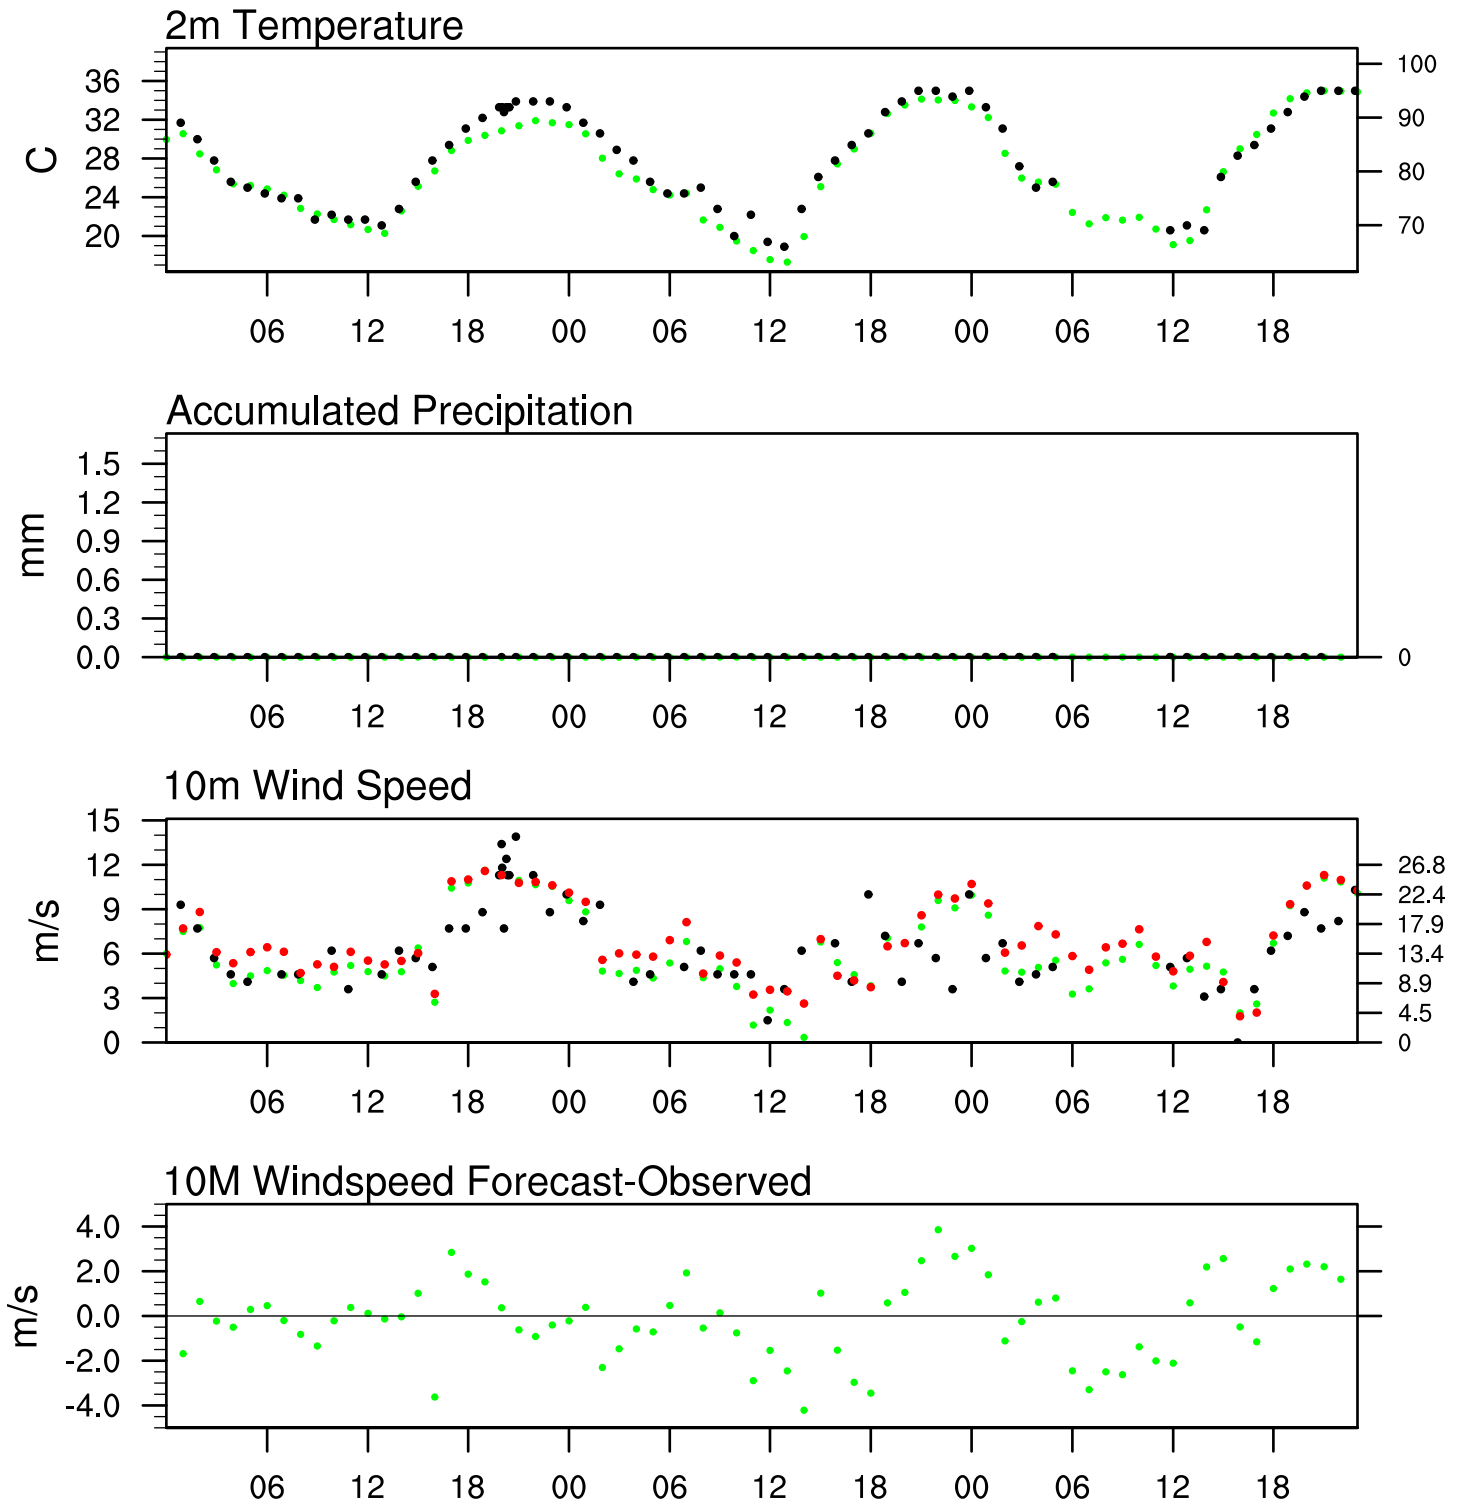 2m Temperature
36 100
32 90
C
28 80
24
20 70
06 12 18 00 06 12 18 00 06 12 18
Accumulated Precipitation
1.5
1.2
0.9
mm
0.6
0.3
0.0 0
06 12 18 00 06 12 18 00 06 12 18
10m Wind Speed
15
12 26.8
9 22.4
17.9
m/s
6 13.4
3 8.9
4.5
0 0
06 12 18 00 06 12 18 00 06 12 18
10M Windspeed Forecast-Observed
4.0
2.0
m/s
0.0
-2.0
-4.0
06 12 18 00 06 12 18 00 06 12 18